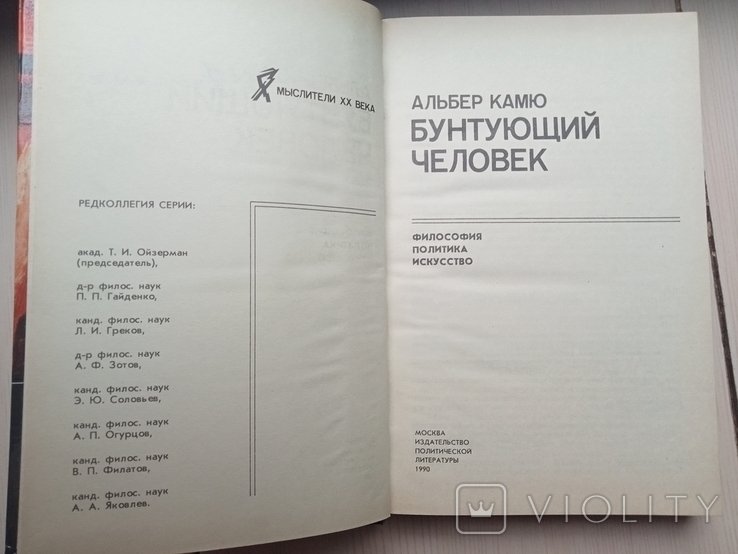 МЫСЛИТЕЛИ XX ВЕКА
РЕДКОЛЛЕГИЯ СЕРИИ:
акад. Т. И. Ойзерман
(председатель),
д-р филос. наук
П. П. Гайденко,
канд. филос. наук
Л. И. Греков,
д-р филос. наук
А. Ф. Зотов,
канд. филос. наук
Э. Ю. Соловьев,
канд. филос. наук
А. П. Огурцов,
канд. филос. наук
В. П. Филатов,
канд. филос. наук
А. А. Яковлев.
АЛЬБЕР КАМЮ
БУНТУЮЩИЙ
ЧЕЛОВЕК
ФИЛОСОФИЯ
ПОЛИТИКА
ИСКУССТВО
МОСКВА
ИЗДАТЕЛЬСТВО
ПОЛИТИЧЕСКОЙ
ЛИТЕРАТУРЫ
1990
VIOLITY